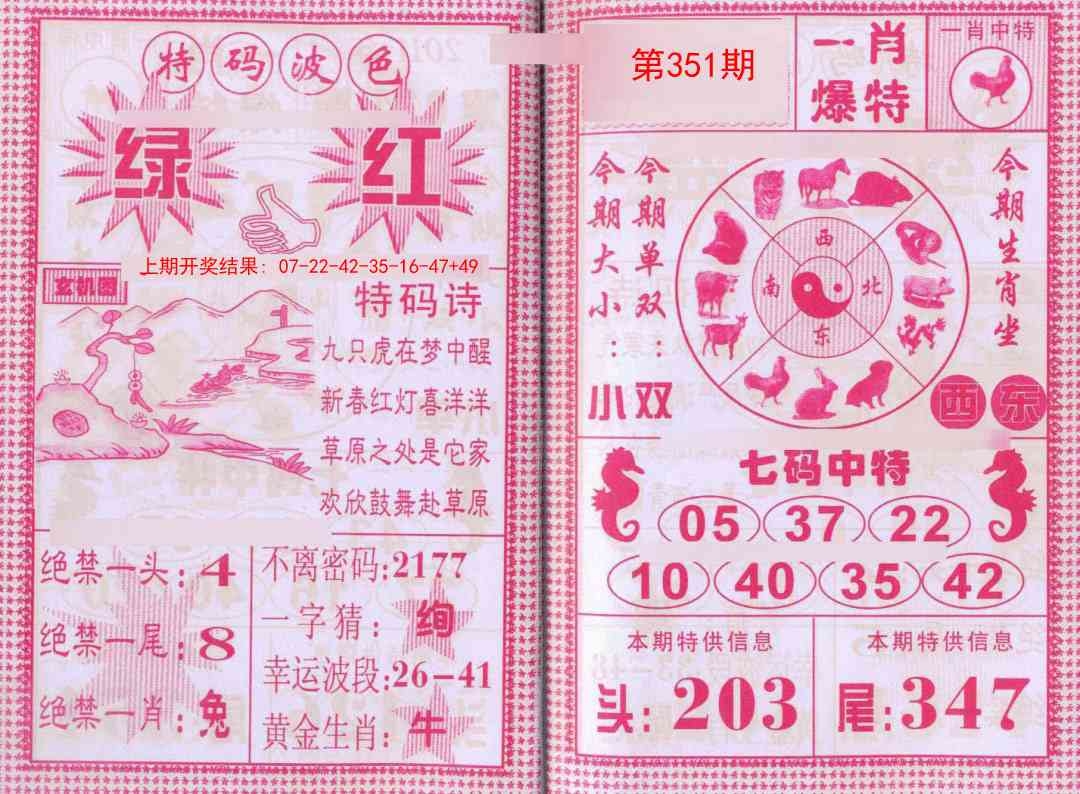 特码波色
绿 红
上期开奖结果：07-22-42-35-16-47+49
玄机图
特码诗
九只虎在梦中醒
新春红灯喜洋洋
草原之处是它家
欢欣鼓舞赴草原
绝禁一头：4
绝禁一尾：8
绝禁一肖：兔
不离密码：2177
一字猜：绚
幸运波段：26-41
黄金生肖：牛
第351期
一肖
爆特
一肖中特
今期大小：小
今期单双：双
西
南 北
东
今期生肖坐
西 东
七码中特
05 37 22
10 40 35 42
本期特供信息
头：203
本期特供信息
尾：347